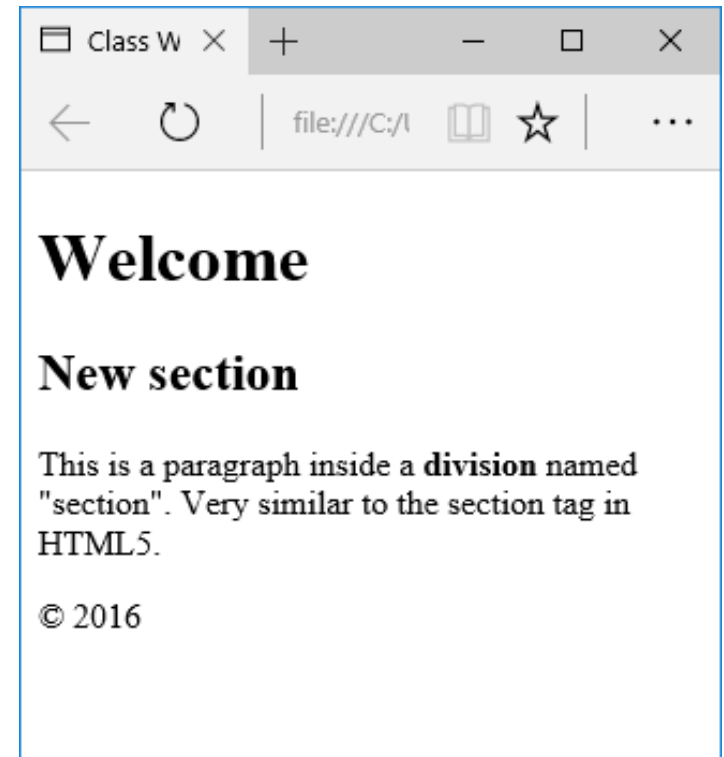 Class W
file:///C:/
Welcome
New section
This is a paragraph inside a division named
"section". Very similar to the section tag in
HTML5.
© 2016